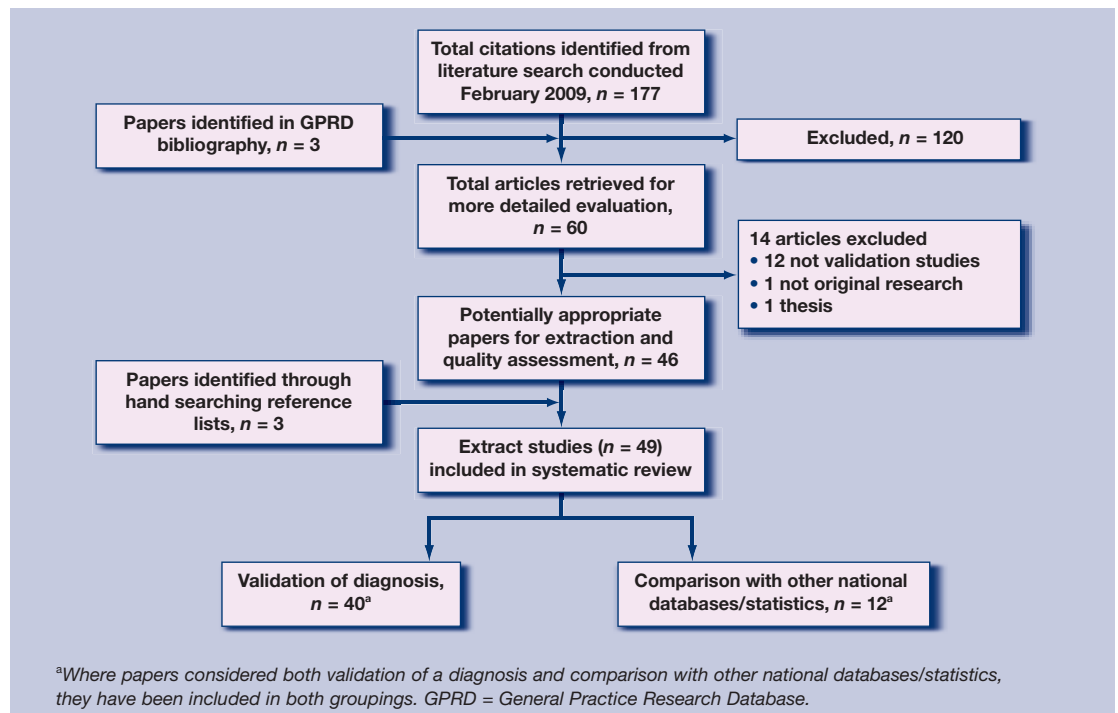 Total citations identified from
literature search conducted
February 2009, n = 177
Papers identified in GPRD
bibliography, n = 3
Excluded, n = 120
Total articles retrieved for
more detailed evaluation,
n = 60
14 articles excluded
• 12 not validation studies
• 1 not original research
• 1 thesis
Potentially appropriate
papers for extraction and
quality assessment, n = 46
Papers identified through
hand searching reference
lists, n = 3
Extract studies (n = 49)
included in systematic review
Validation of diagnosis,
n = 40a
Comparison with other national
databases/statistics, n = 12a
aWhere papers considered both validation of a diagnosis and comparison with other national databases/statistics,
they have been included in both groupings. GPRD = General Practice Research Database.